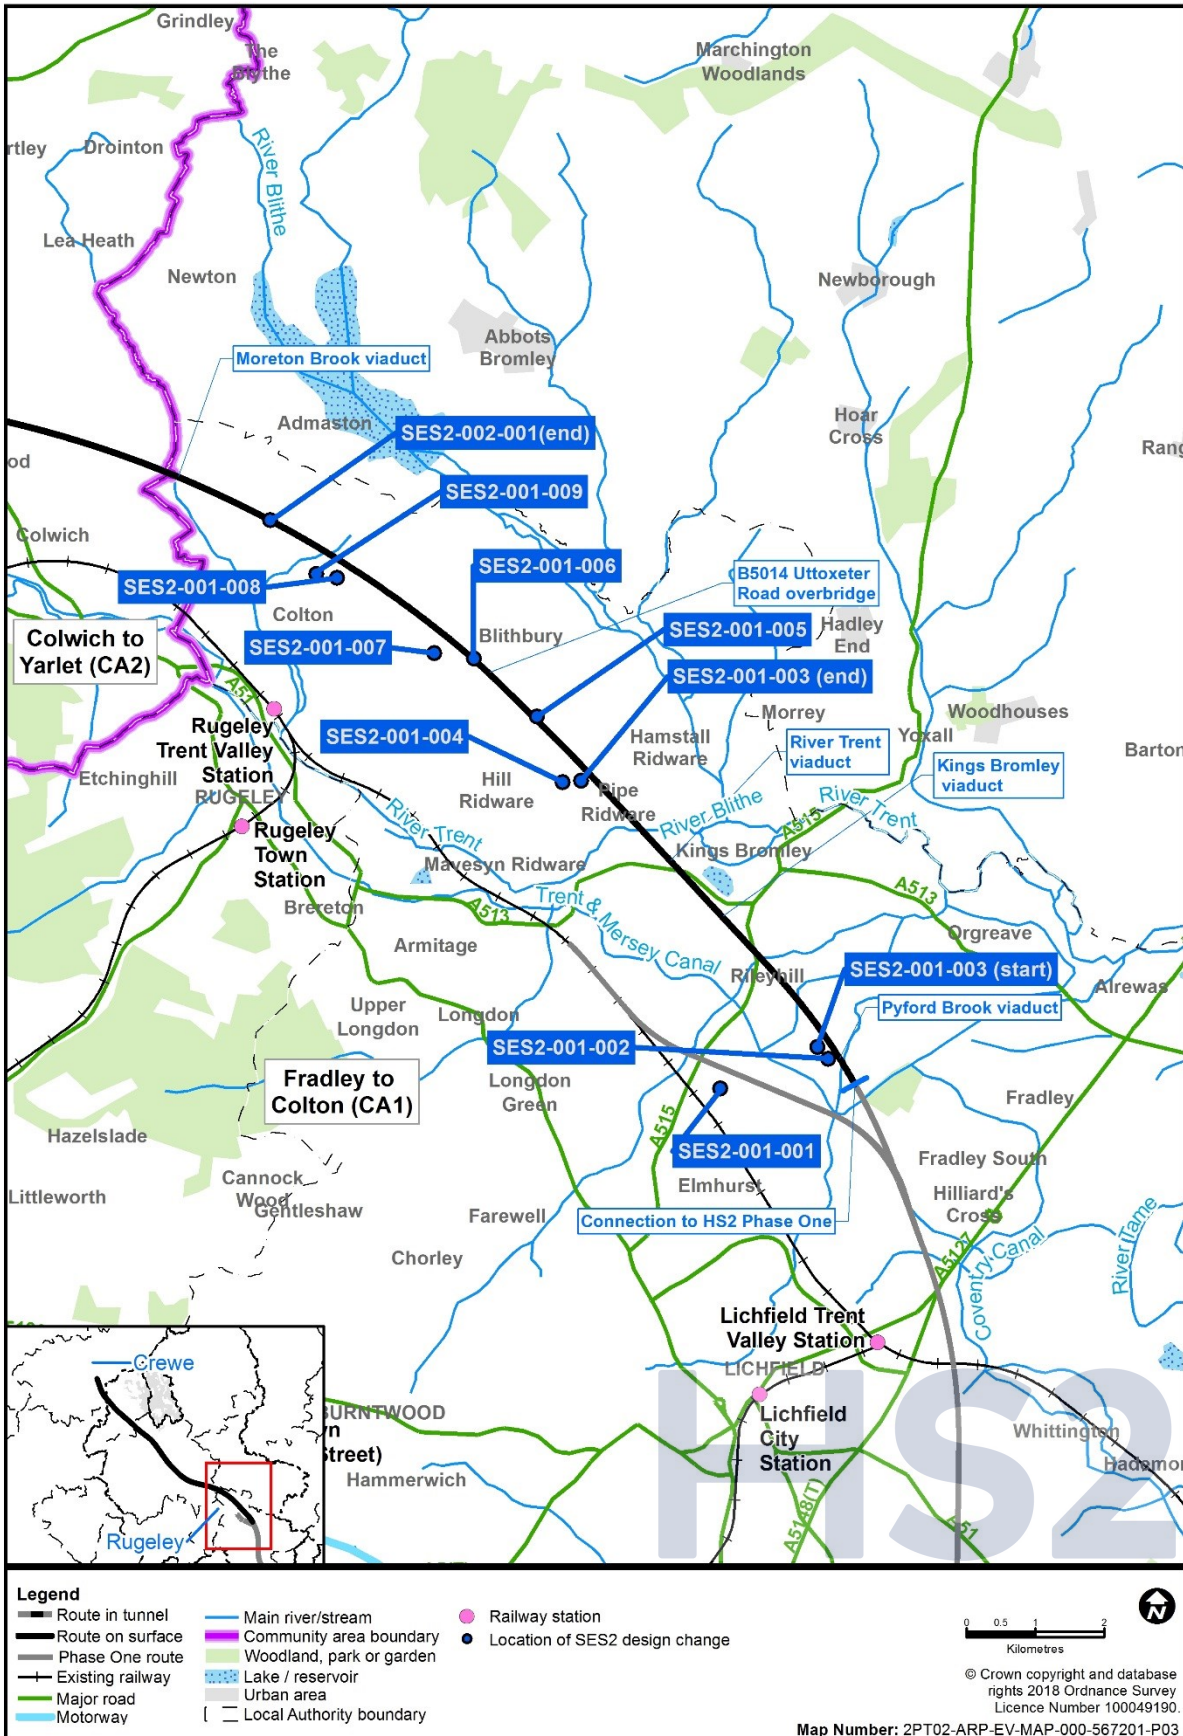 Grindley
The
Blythe
Marchington
Woodlands
rtley
Drointon
River Blithe
Lea Heath
Newton
Newborough
Abbots
Bromley
Moreton Brook viaduct
Admaston
SES2-002-001(end)
Hoar
Cross
Rang
od
SES2-001-009
Colwich
SES2-001-006
B5014 Uttoxeter
Road overbridge
SES2-001-008
Colton
Blithbury
SES2-001-005
Hadley
End
Colwich to
Yarlet (CA2)
SES2-001-007
SES2-001-003 (end)
A51
Rugeley
Trent Valley
Station
RUGELEY
SES2-001-004
Morrey
Woodhouses
Hamstall
Ridware
River Trent
viaduct
Yoxall
Barton
Etchinghill
Hill
Ridware
Pipe
Ridware
Kings Bromley
viaduct
River Trent
River Blithe
River Trent
A515
Rugeley
Town
Station
Mavesyn Ridware
Kings Bromley
Brereton
A513
Trent & Mersey Canal
A513
Armitage
Orgreave
Rileyhill
SES2-001-003 (start)
Alrewas
Upper
Longdon
Longdon
Pyford Brook viaduct
SES2-001-002
Fradley to
Colton (CA1)
Longdon
Green
Fradley
Hazelslade
A515
SES2-001-001
Fradley South
Cannock
Wood
Gentleshaw
Littleworth
Elmhurst
Hilliard's
Cross
Farewell
Connection to HS2 Phase One
Chorley
A5127
Coventry Canal
River Tame
Lichfield Trent
Valley Station
LICHFIELD
Crewe
BURNTWOOD
vn
Street)
Lichfield
City
Station
Whittington
Hammerwich
Hadamor
Rugeley
A5148(T)
A51
HS2
Legend
Route in tunnel
Route on surface
Phase One route
Existing railway
Major road
Motorway
Main river/stream
Community area boundary
Woodland, park or garden
Lake / reservoir
Urban area
Local Authority boundary
Railway station
Location of SES2 design change
N
0 0.5 1 2
Kilometres
© Crown copyright and database
rights 2018 Ordnance Survey
Licence Number 100049190.
Map Number: 2PT02-ARP-EV-MAP-000-567201-P03